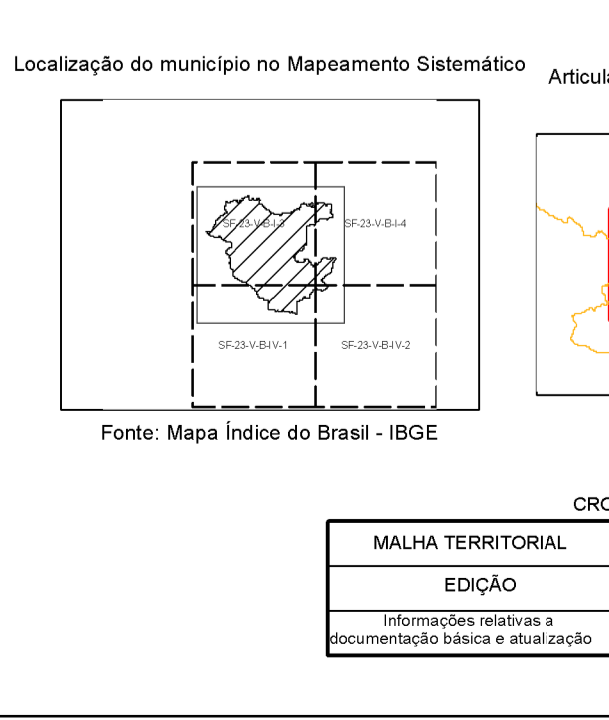 Localização do município no Mapeamento Sistemático
Articul
SF-23-V-B-I-3
SF-23-V-B-I-4
SF-23-V-B-IV-1
SF-23-V-B-IV-2
Fonte: Mapa Índice do Brasil - IBGE
CRO
MALHA TERRITORIAL
EDIÇÃO
Informações relativas a
documentação básica e atualização